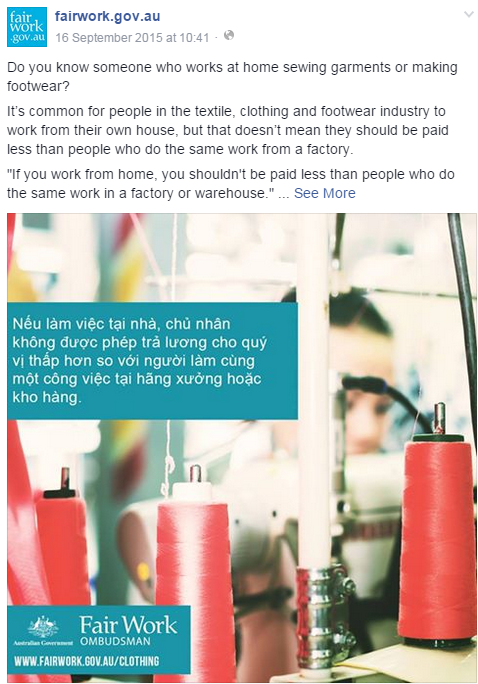 fair
work
.gov.au
fairwork.gov.au
16 September 2015 at 10:41 ·
Do you know someone who works at home sewing garments or making
footwear?
It's common for people in the textile, clothing and footwear industry to
work from their own house, but that doesn't mean they should be paid
less than people who do the same work from a factory.
"If you work from home, you shouldn't be paid less than people who do
the same work in a factory or warehouse." ... See More
Nếu làm việc tại nhà, chủ nhân
không được phép trả lương cho quý
vị thấp hơn so với người làm cùng
một công việc tại hãng xưởng hoặc
kho hàng.
Australian Government
Fair Work
OMBUDSMAN
WWW.FAIRWORK.GOV.AU/CLOTHING